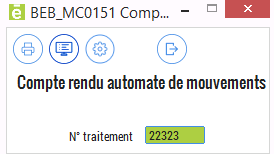 BEB_MC0151 Comp...
Compte rendu automate de mouvements
N° traitement 22323